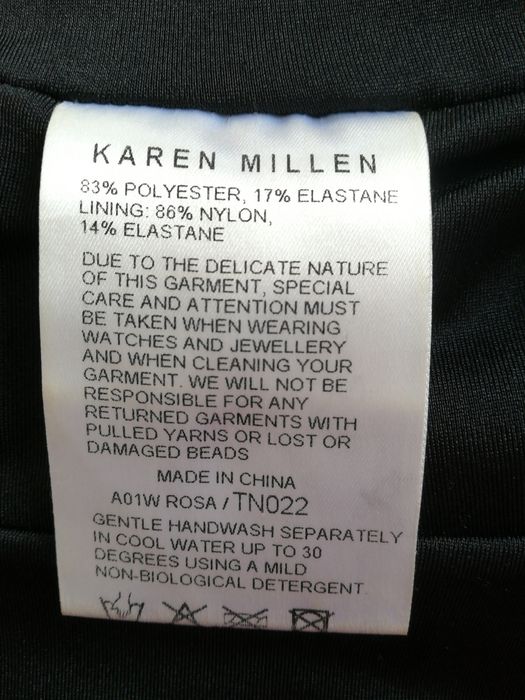 KAREN MILLEN
83% POLYESTER, 17% ELASTANE
LINING: 86% NYLON,
14% ELASTANE
DUE TO THE DELICATE NATURE
OF THIS GARMENT, SPECIAL
CARE AND ATTENTION MUST
BE TAKEN WHEN WEARING
WATCHES AND JEWELLERY
AND WHEN CLEANING YOUR
GARMENT. WE WILL NOT BE
RESPONSIBLE FOR ANY
RETURNED GARMENTS WITH
PULLED YARNS OR LOST OR
DAMAGED BEADS
MADE IN CHINA
A01W ROSA / TN022
GENTLE HANDWASH SEPARATELY
IN COOL WATER UP TO 30
DEGREES USING A MILD
NON-BIOLOGICAL DETERGENT.